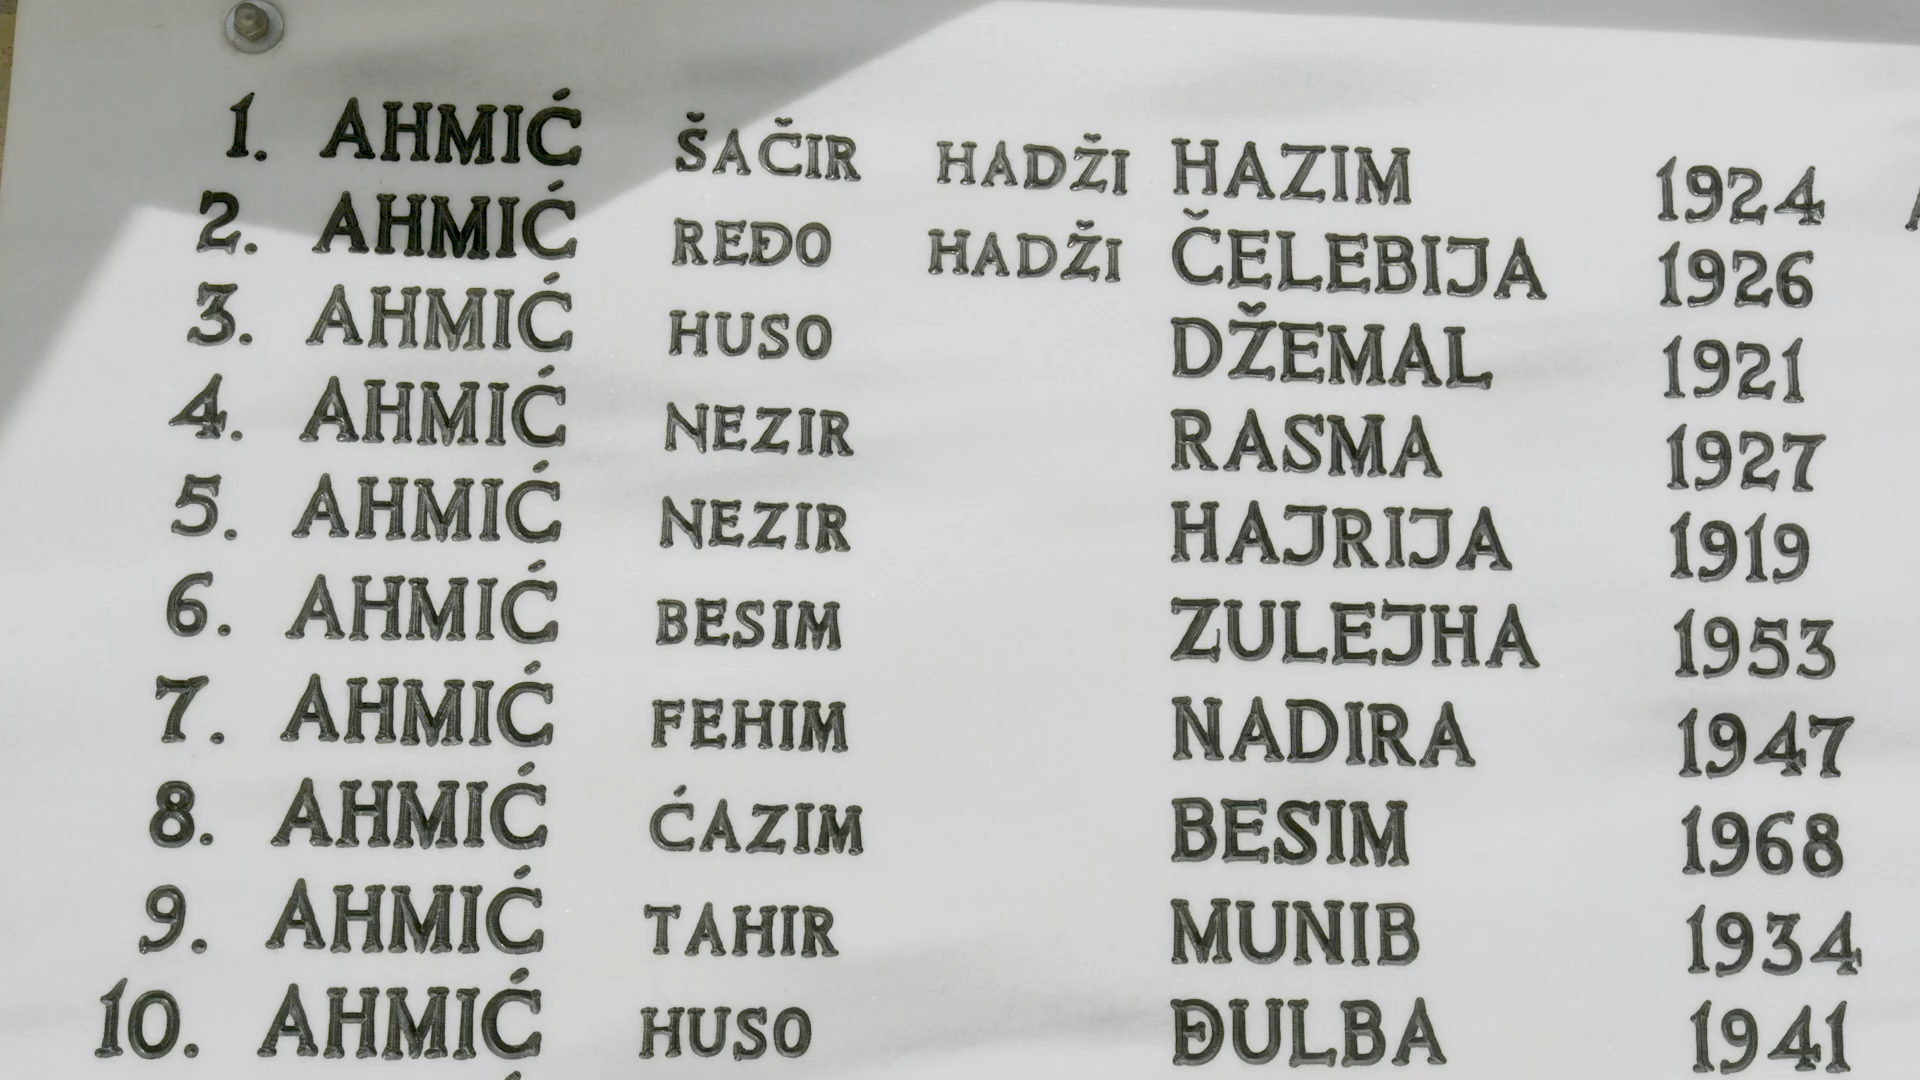 1. AHMIĆ ŠAČIR HADŽI HAZIM 1924
2. AHMIĆ REĐO HADŽI ČELEBIJA 1926
3. AHMIĆ HUSO DŽEMAL 1921
4. AHMIĆ NEZIR RASMA 1927
5. AHMIĆ NEZIR HAJRIJA 1919
6. AHMIĆ BESIM ZULEJHA 1953
7. AHMIĆ FEHIM NADIRA 1947
8. AHMIĆ ĆAZIM BESIM 1968
9. AHMIĆ TAHIR MUNIB 1934
10. AHMIĆ HUSO ĐULBA 1941